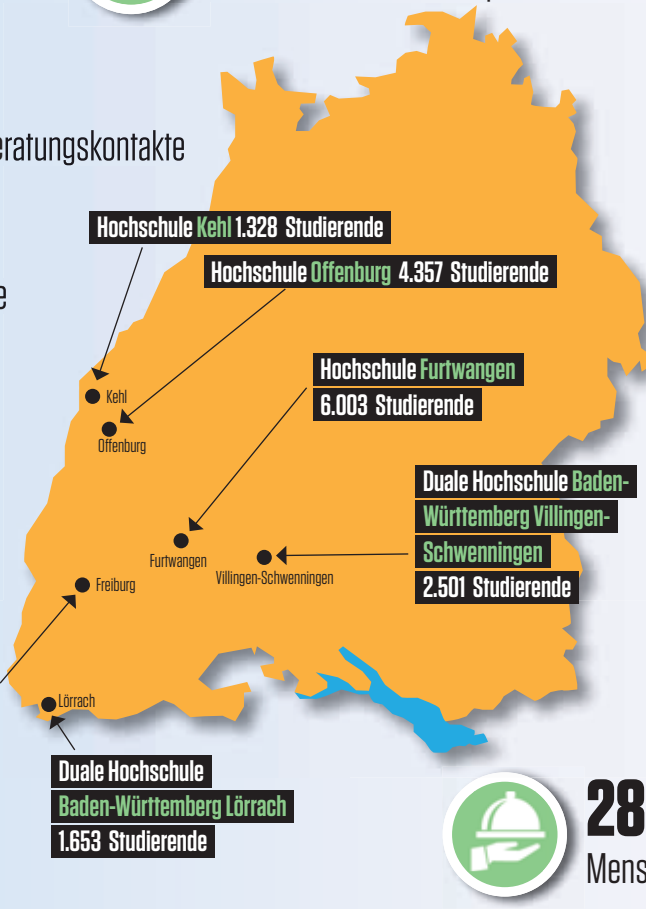 Hochschule Kehl 1.328 Studierende
Hochschule Offenburg 4.357 Studierende
Kehl
Offenburg
Hochschule Furtwangen
6.003 Studierende
Duale Hochschule Baden-
Württemberg Villingen-
Schwenningen
2.501 Studierende
Furtwangen
Villingen-Schwenningen
Freiburg
Lörrach
Duale Hochschule
Baden-Württemberg Lörrach
1.653 Studierende
28